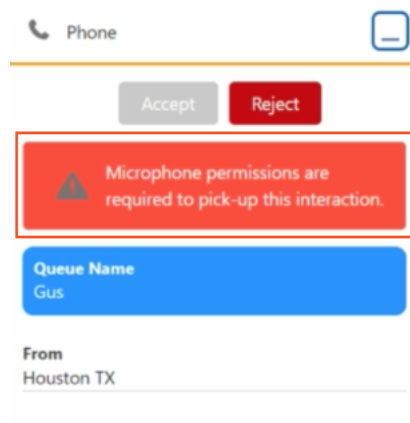 Phone
Accept Reject
Microphone permissions are
required to pick-up this interaction.
Queue Name
Gus
From
Houston TX